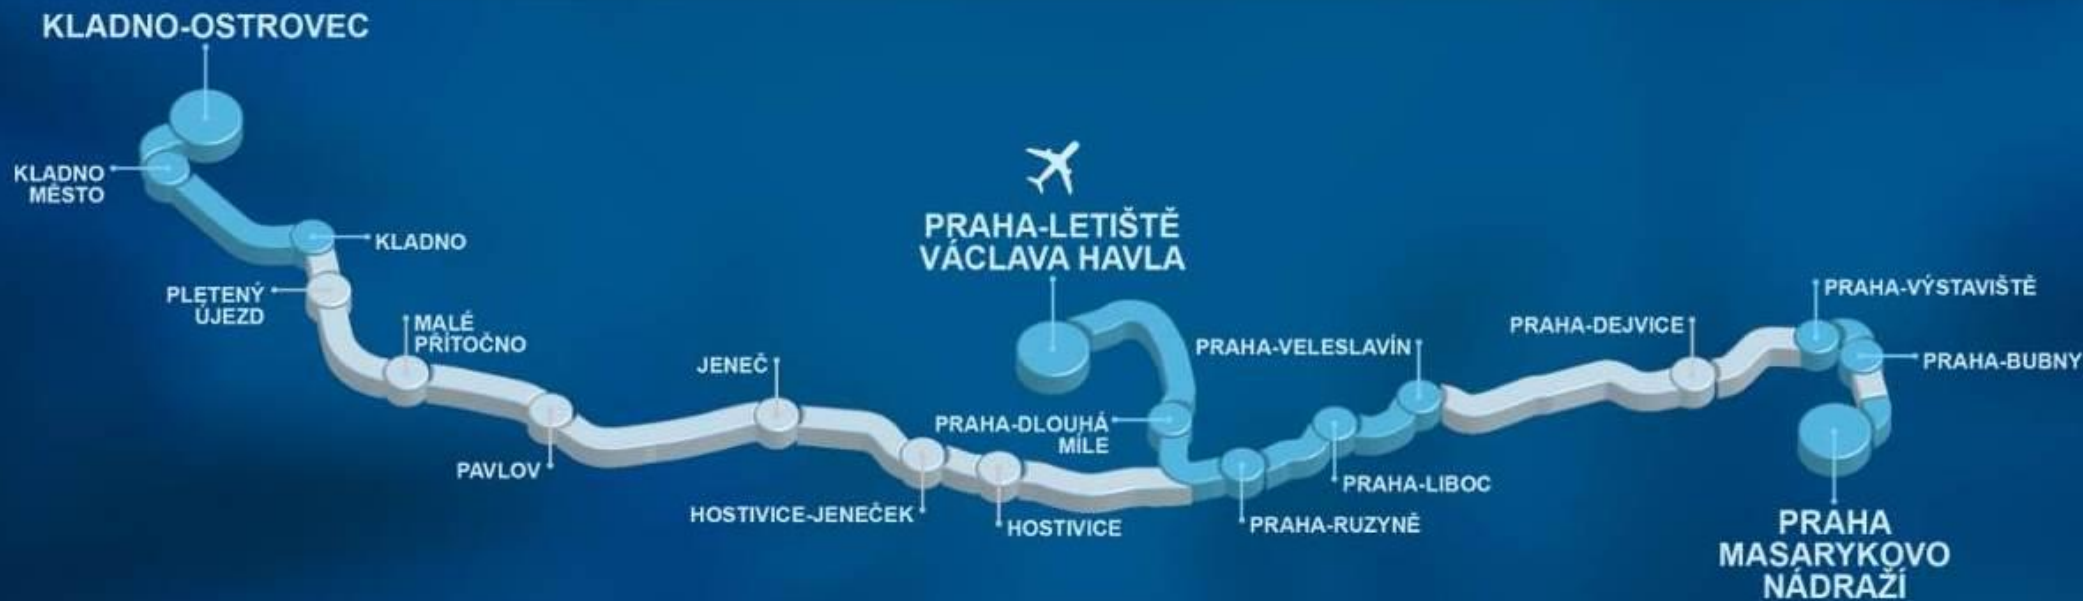 KLADNO-OSTROVEC
KLADNO
MĚSTO
KLADNO
PLETENÝ
ÚJEZD
MALÉ
PŘÍTOČNO
PAVLOV
JENEČ
HOSTIVICE-JENEČEK
HOSTIVICE
PRAHA-LETIŠTĚ
VÁCLAVA HAVLA
PRAHA-DLOUHÁ
MÍLE
PRAHA-RUZYNĚ
PRAHA-LIBOC
PRAHA-VELESLAVÍN
PRAHA-DEJVICE
PRAHA-VÝSTAVIŠTĚ
PRAHA-BUBNY
PRAHA
MASARYKOVO
NÁDRAŽÍ